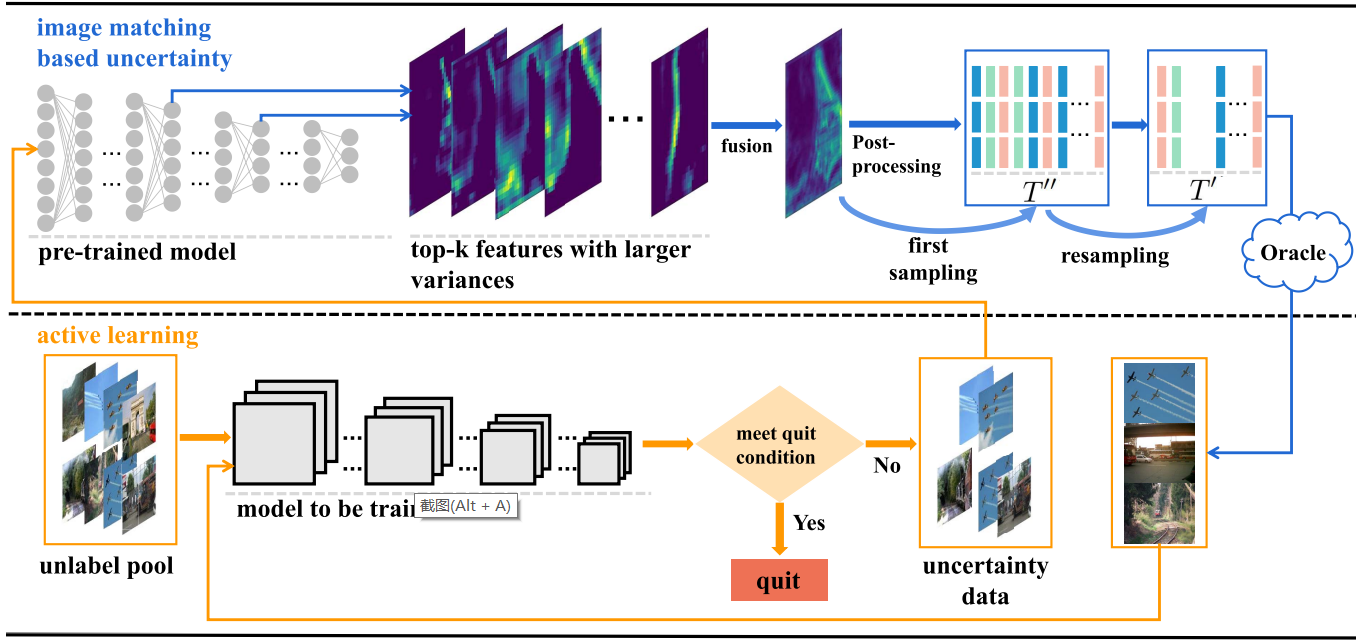 image matching
based uncertainty
...
fusion
Post-
processing
T''
T'
pre-trained model
top-k features with larger
variances
first
sampling
resampling
Oracle
active learning
meet quit
condition
No
model to be train
截图(Alt + A)
Yes
unlabel pool
quit
uncertainty
data